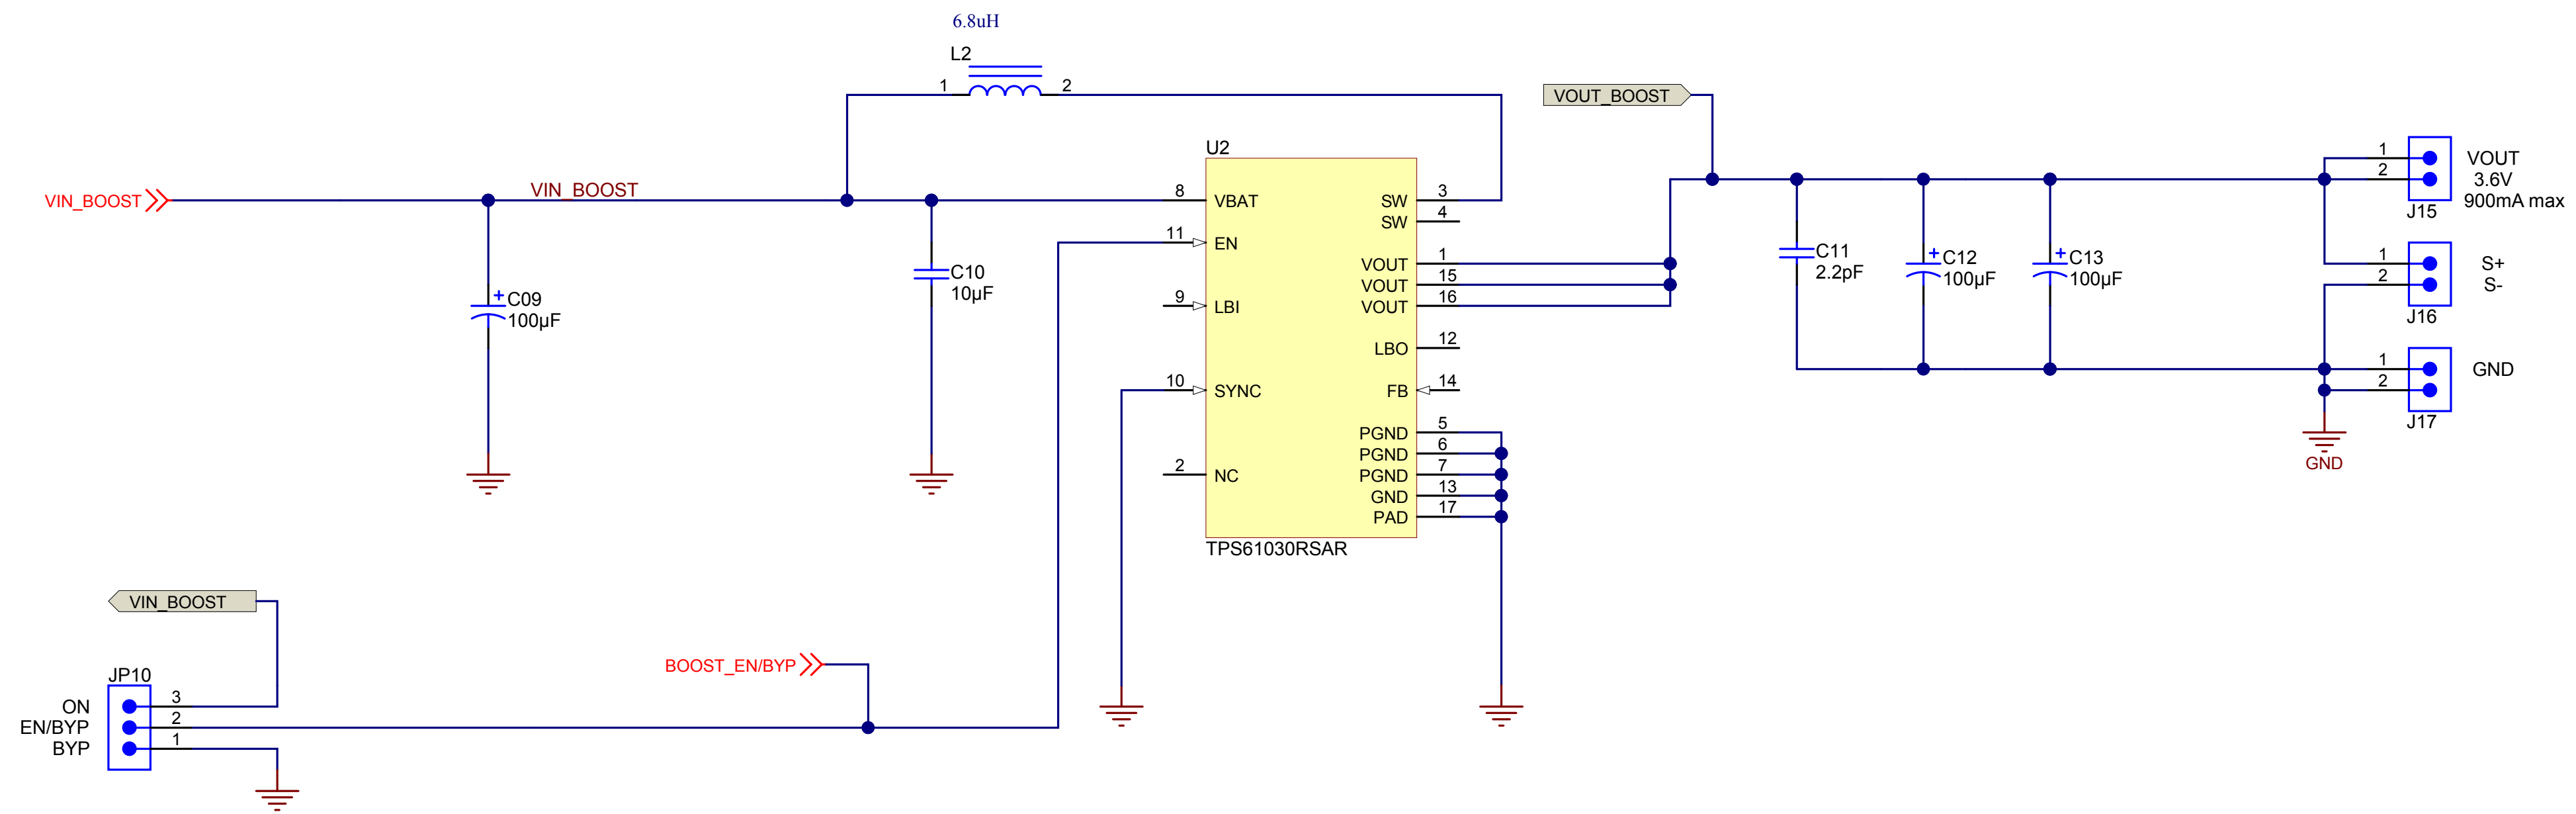 6.8uH
L2
1
2
VIN_BOOST
VIN_BOOST
C09
100µF
C10
10µF
U2
8
VBAT
11
EN
9
LBI
10
SYNC
2
NC
SW
3
SW
4
VOUT
1
VOUT
15
VOUT
16
LBO
12
FB
14
PGND
5
PGND
6
PGND
7
GND
13
PAD
17
TPS61030RSAR
VOUT_BOOST
C11
2.2pF
C12
100µF
C13
100µF
1
2
VOUT
3.6V
900mA max
J15
1
2
S+
S-
J16
1
2
GND
J17
GND
VIN_BOOST
JP10
ON
3
EN/BYP
2
BYP
1
BOOST_EN/BYP